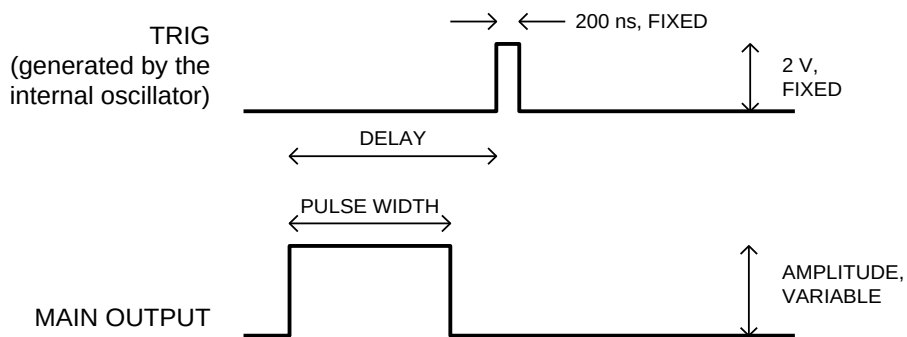 TRIG
(generated by the
internal oscillator)
200 ns, FIXED
2 V,
FIXED
DELAY
PULSE WIDTH
AMPLITUDE,
VARIABLE
MAIN OUTPUT